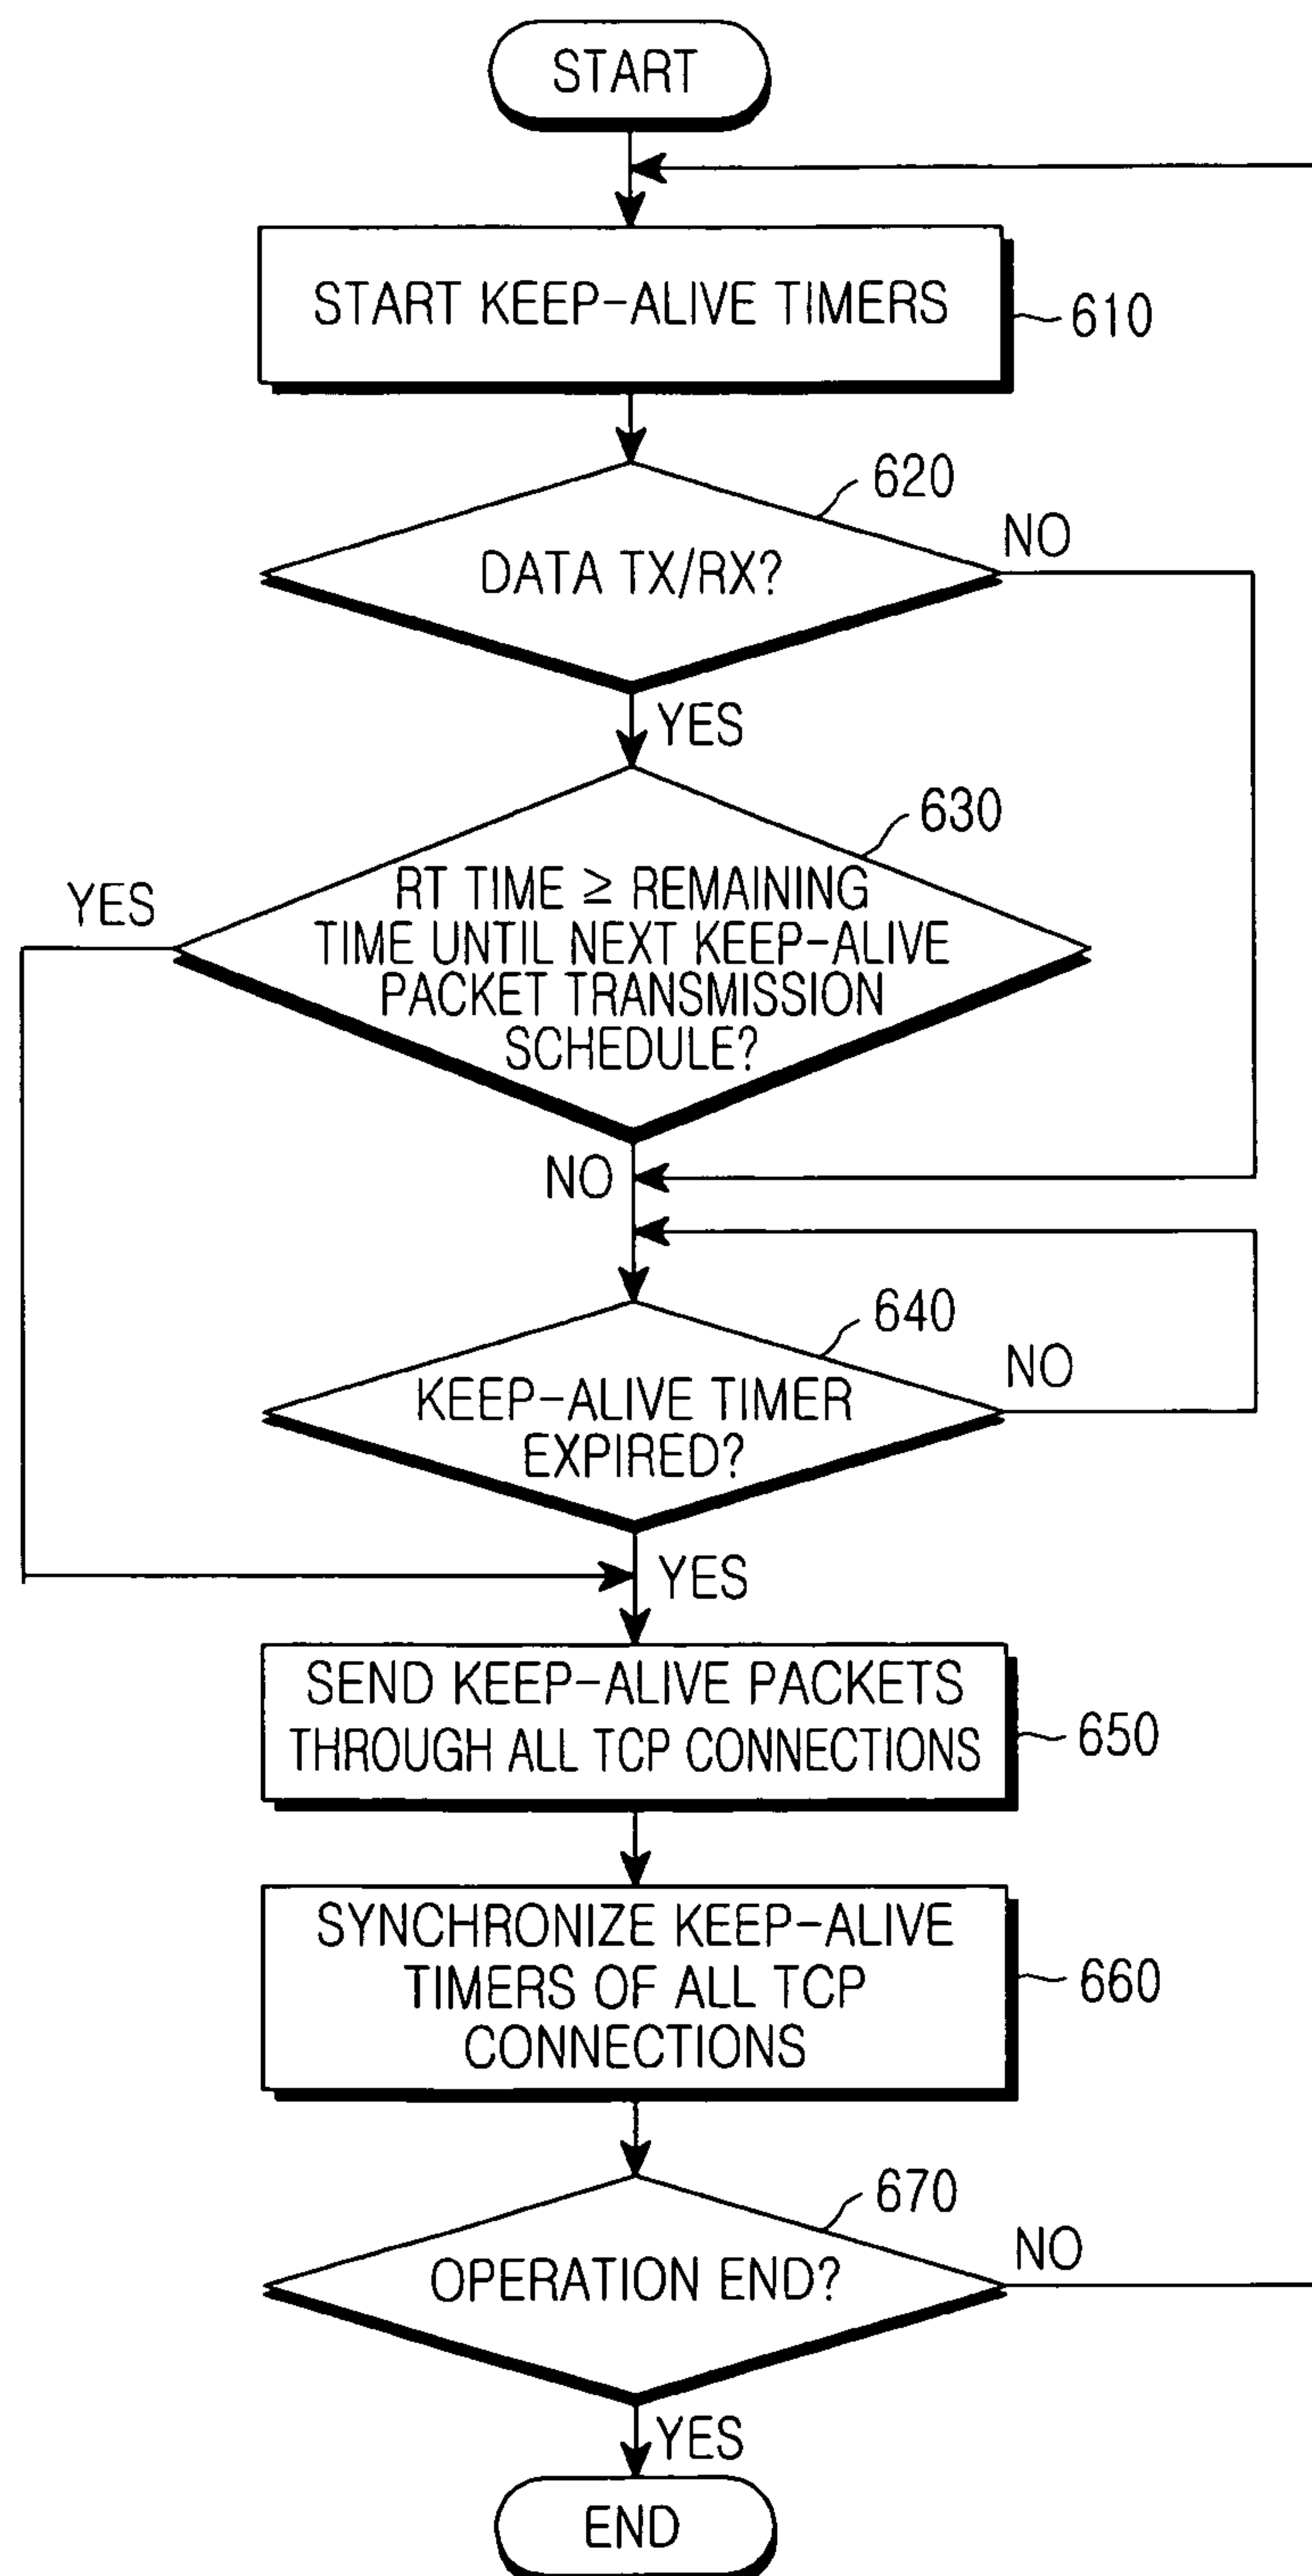 START
START KEEP-ALIVE TIMERS
610
620
DATA TX/RX?
NO
YES
630
RT TIME ≥ REMAINING
TIME UNTIL NEXT KEEP-ALIVE
PACKET TRANSMISSION
SCHEDULE?
YES
NO
640
KEEP-ALIVE TIMER
EXPIRED?
NO
YES
SEND KEEP-ALIVE PACKETS
THROUGH ALL TCP CONNECTIONS
650
SYNCHRONIZE KEEP-ALIVE
TIMERS OF ALL TCP
CONNECTIONS
660
670
OPERATION END?
NO
YES
END